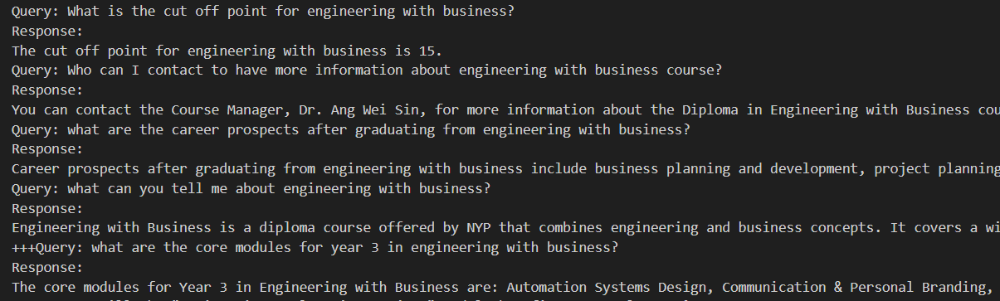 Query: What is the cut off point for engineering with business?
Response:
The cut off point for engineering with business is 15.
Query: Who can I contact to have more information about engineering with business course?
Response:
You can contact the Course Manager, Dr. Ang Wei Sin, for more information about the Diploma in Engineering with Business cou
Query: what are the career prospects after graduating from engineering with business?
Response:
Career prospects after graduating from engineering with business include business planning and development, project planning
Query: what can you tell me about engineering with business?
Response:
Engineering with Business is a diploma course offered by NYP that combines engineering and business concepts. It covers a wi
+++Query: what are the core modules for year 3 in engineering with business?
Response:
The core modules for Year 3 in Engineering with Business are: Automation Systems Design, Communication & Personal Branding,